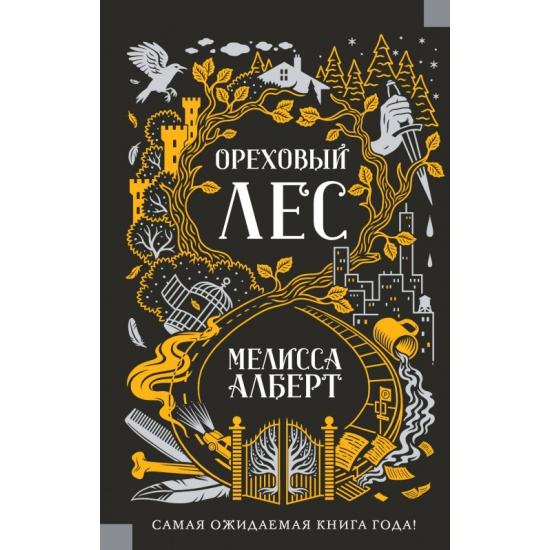 ОРЕХОВЫЙ
ЛЕС
МЕЛИССА
АЛБЕРТ
САМАЯ ОЖИДАЕМАЯ КНИГА ГОДА!